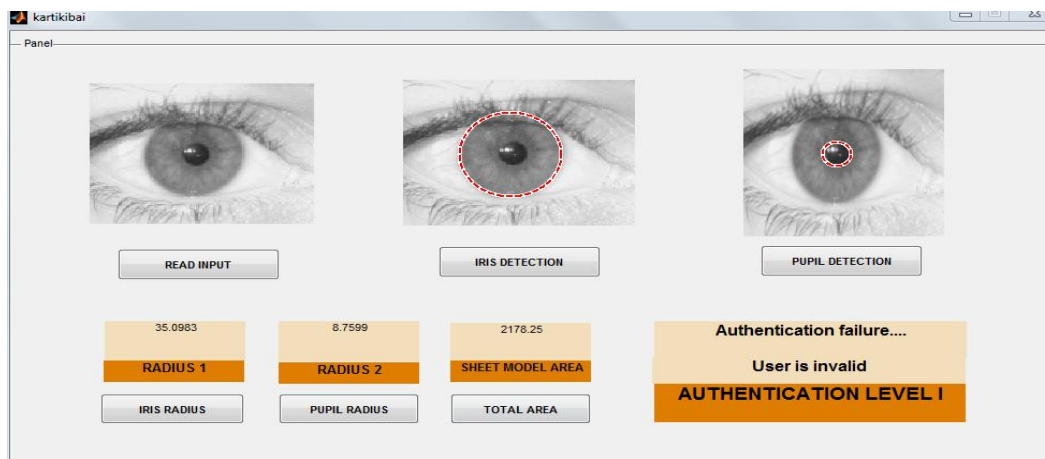 kartikibai
Panel
READ INPUT
IRIS DETECTION
PUPIL DETECTION
35.0983
RADIUS 1
IRIS RADIUS
8.7599
RADIUS 2
PUPIL RADIUS
2178.25
SHEET MODEL AREA
TOTAL AREA
Authentication failure....
User is invalid
AUTHENTICATION LEVEL I